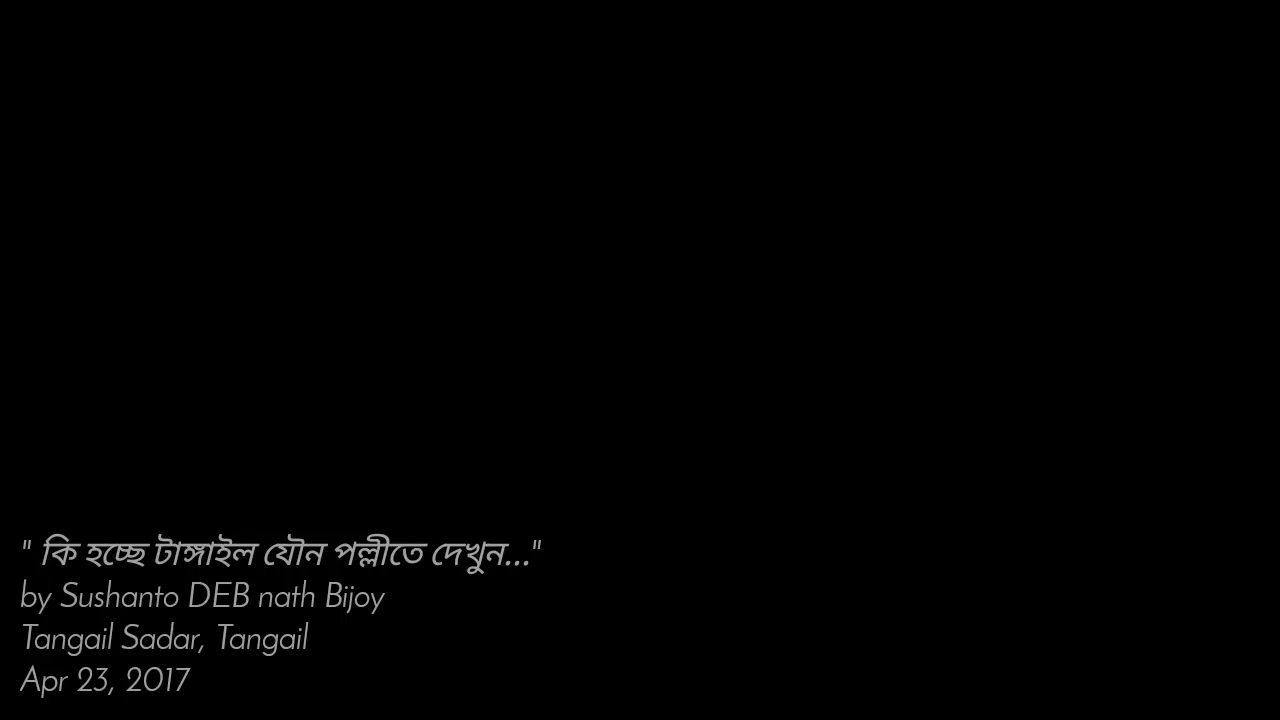 " কি হচ্ছে টাঙ্গাইল যৌন পল্লীতে দেখুন..."
by Sushanto DEB nath Bijoy
Tangail Sadar, Tangail
Apr 23, 2017